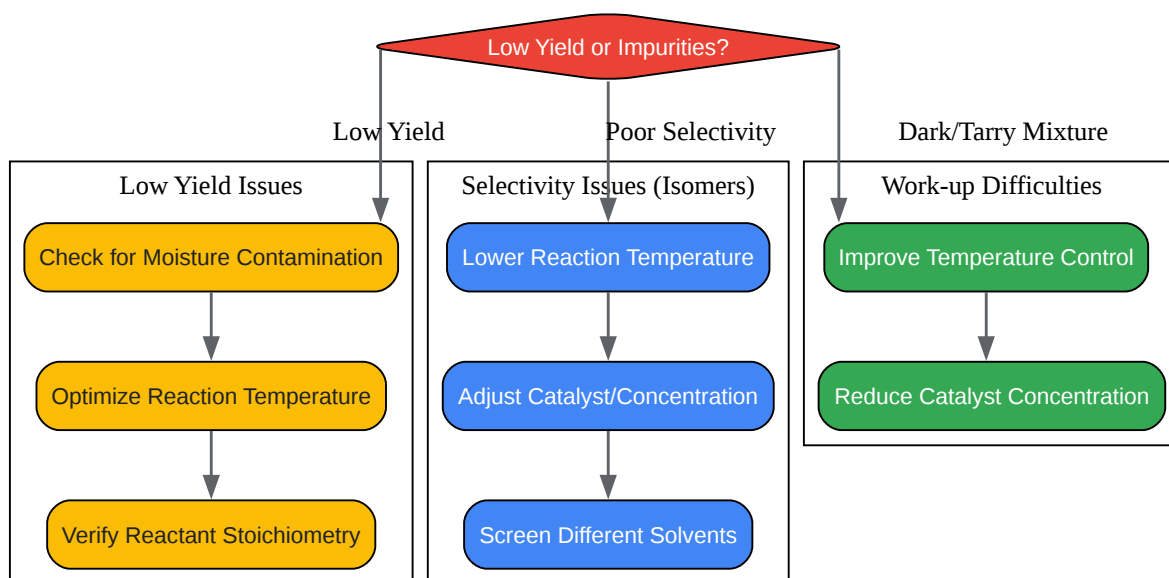 Low Yield or Impurities?
Low Yield
Poor Selectivity
Dark/Tarry Mixture
Low Yield Issues
Check for Moisture Contamination
Optimize Reaction Temperature
Verify Reactant Stoichiometry
Selectivity Issues (Isomers)
Lower Reaction Temperature
Adjust Catalyst/Concentration
Screen Different Solvents
Work-up Difficulties
Improve Temperature Control
Reduce Catalyst Concentration